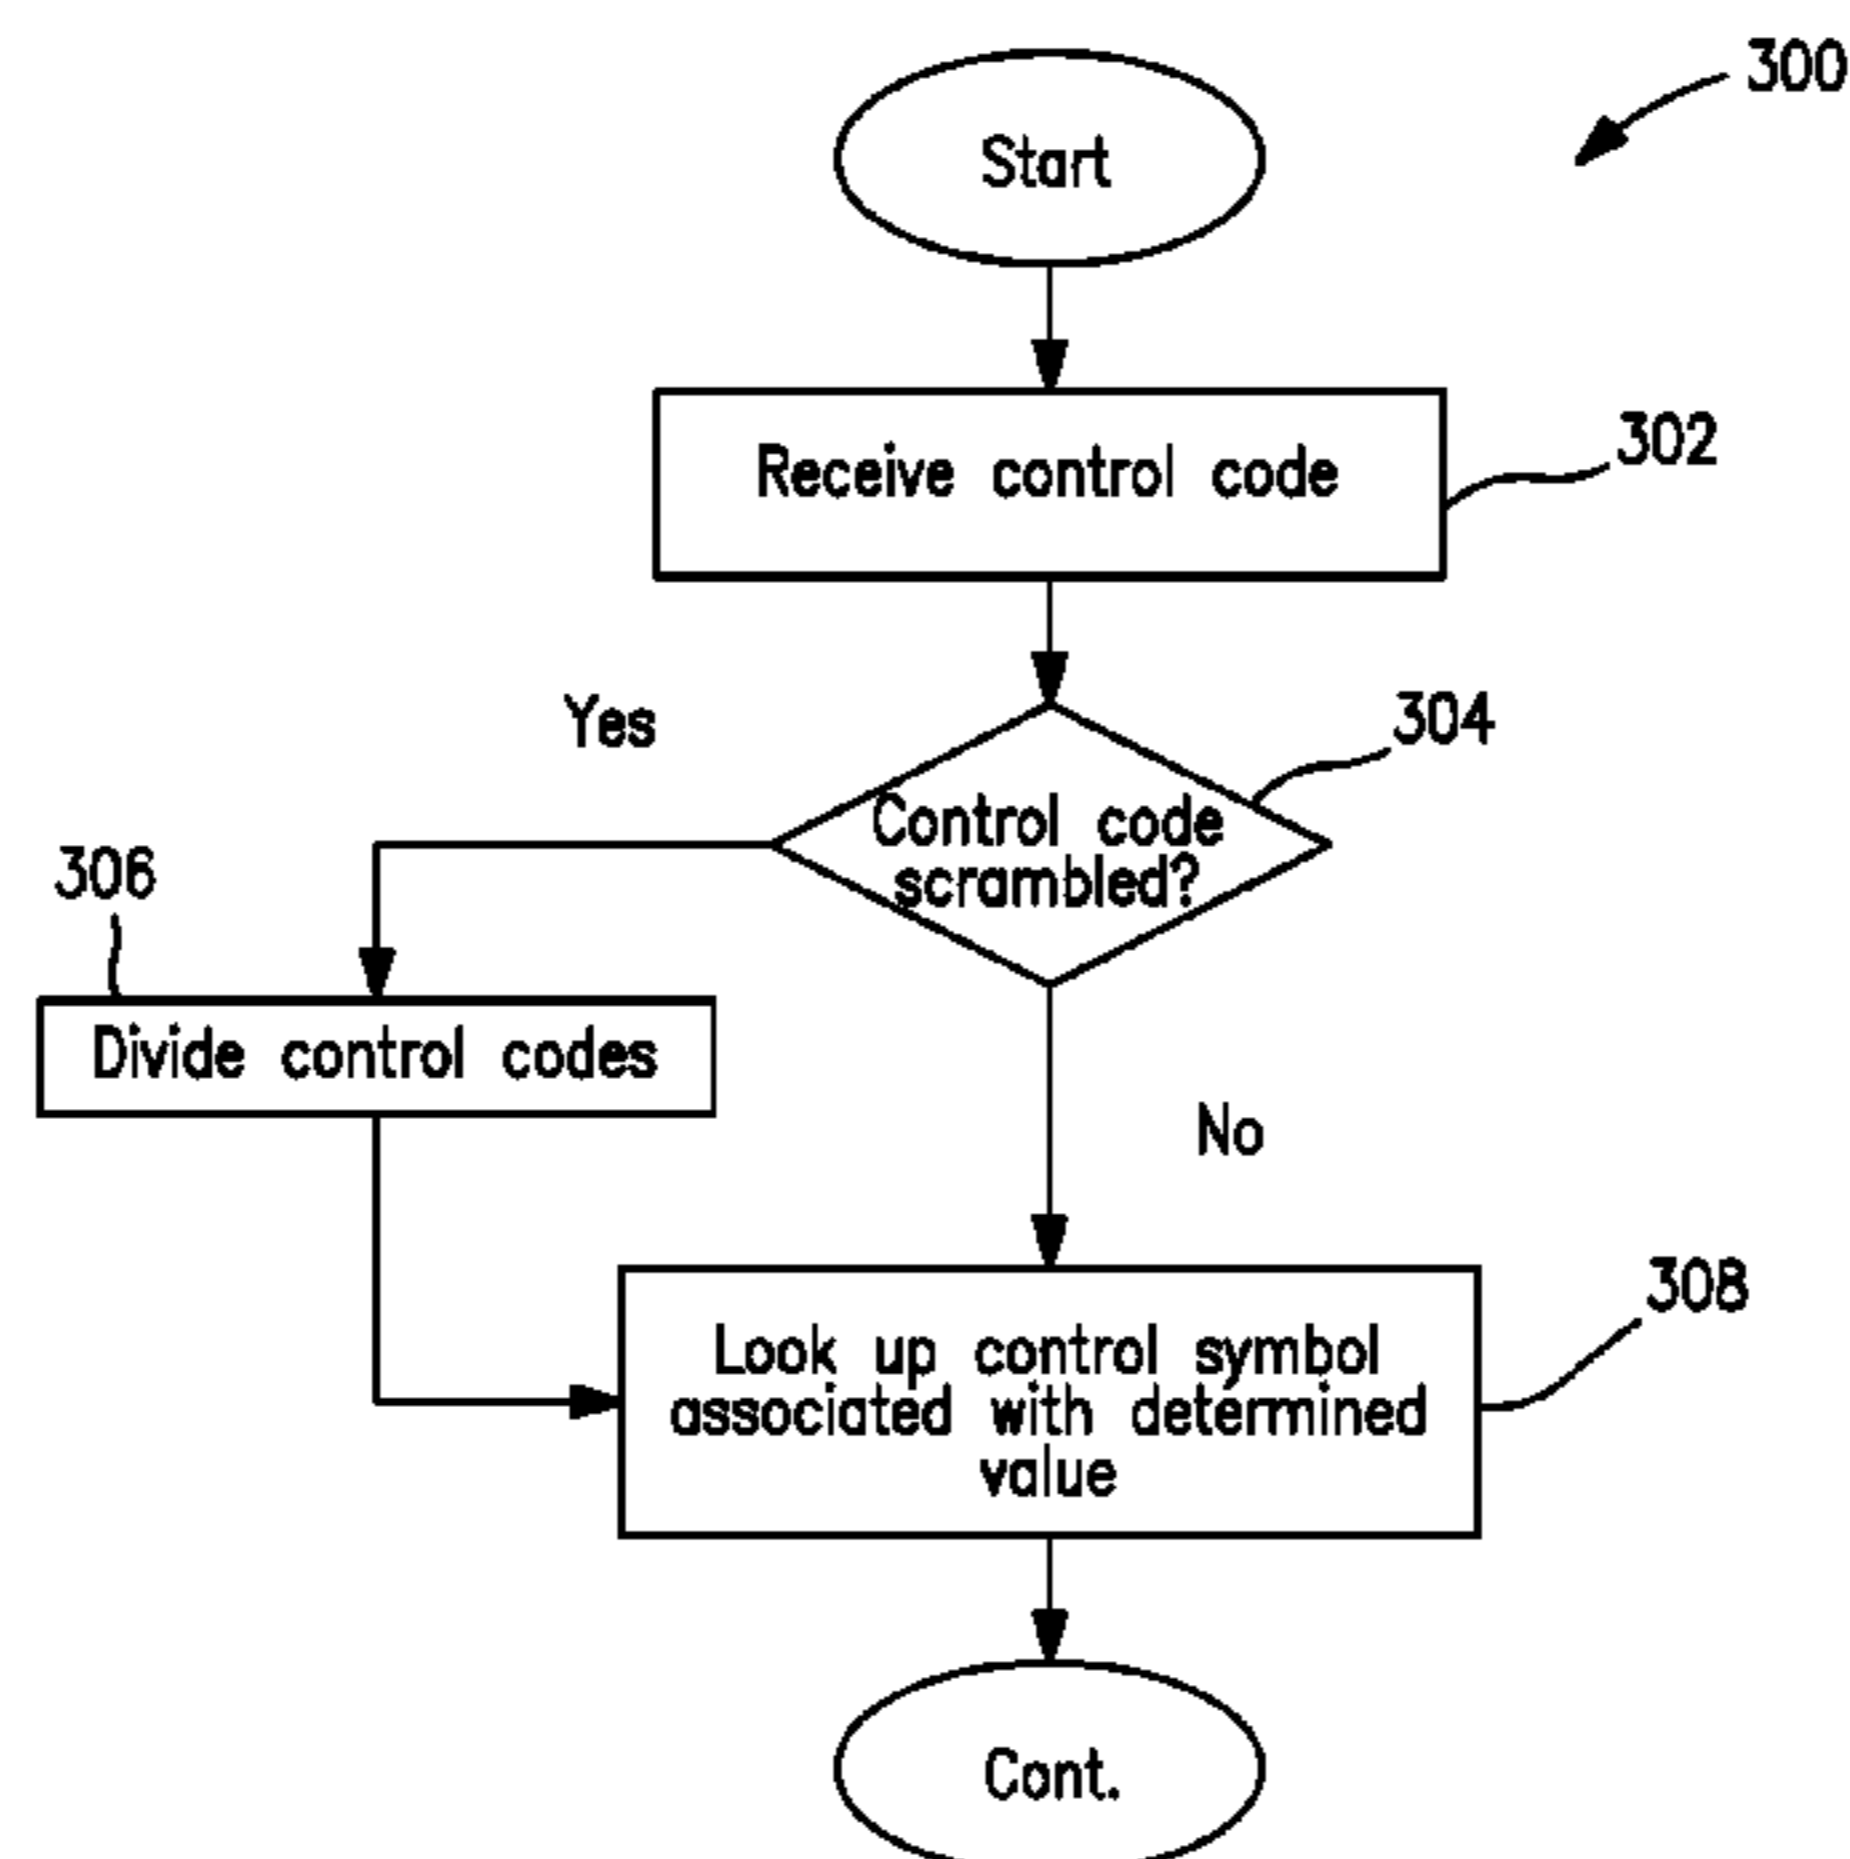 300
Start
Receive control code
302
Yes
304
Control code
scrambled?
306
Divide control codes
No
308
Look up control symbol
associated with determined
value
Cont.